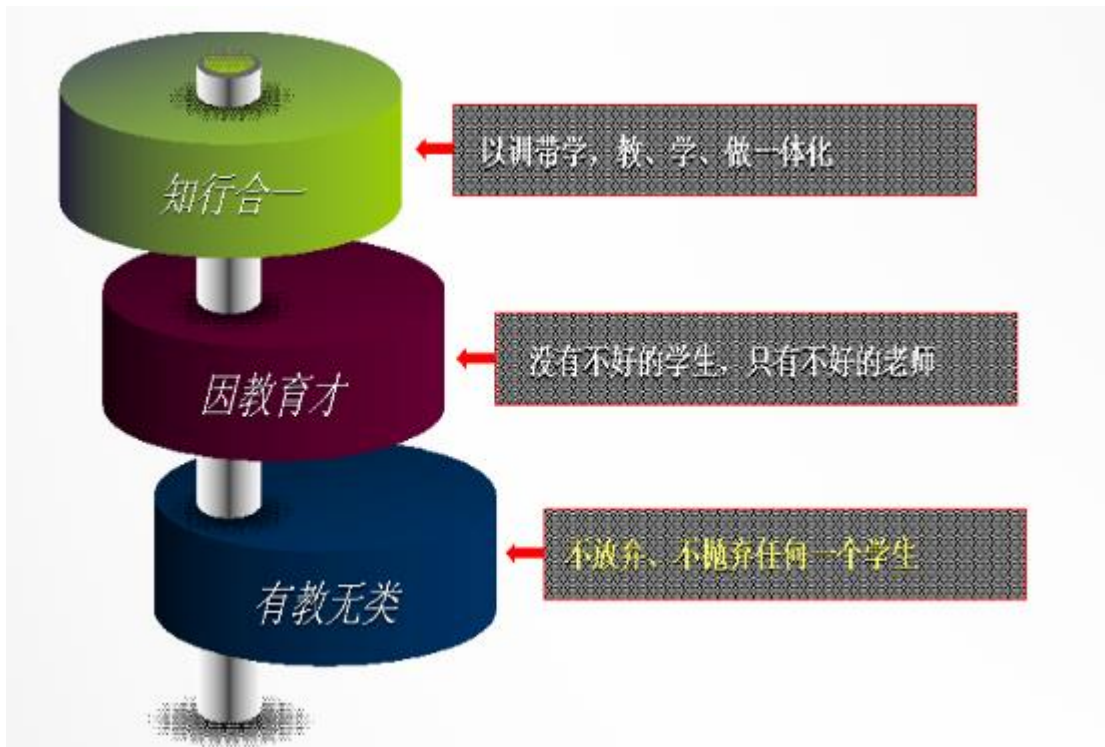 知行合一
以调带学，教、学、做一体化
因教育才
没有不好的学生，只有不好的老师
有教无类
不放弃、不抛弃任何一个学生